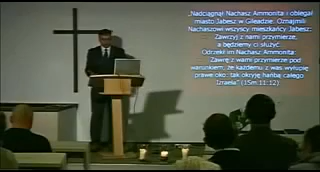 „Nadciągnął Nachasz Ammonita i obległ
miasto Jabesz w Gileadzie. Oznajmili
Nachaszowi wszyscy mieszkańcy Jabesz:
Zawrzyj z nami przymierze,
a będziemy ci służyć.
Odrzekł im Nachasz Ammonita:
Zawrę z wami przymierze pod
warunkiem, że każdemu z was wyłupię
prawe oko: tak okryję hańbą całego
Izraela” (1Sm 11:12)